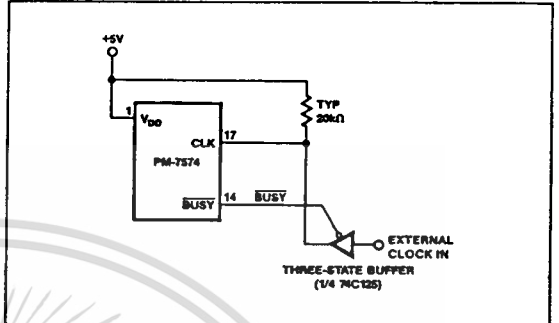 +5V
1
V_DD
TYP
20kΩ
CLK
17
PM-7574
BUSY
14
BUSY
EXTERNAL
CLOCK IN
THREE-STATE BUFFER
(1/4 74C125)